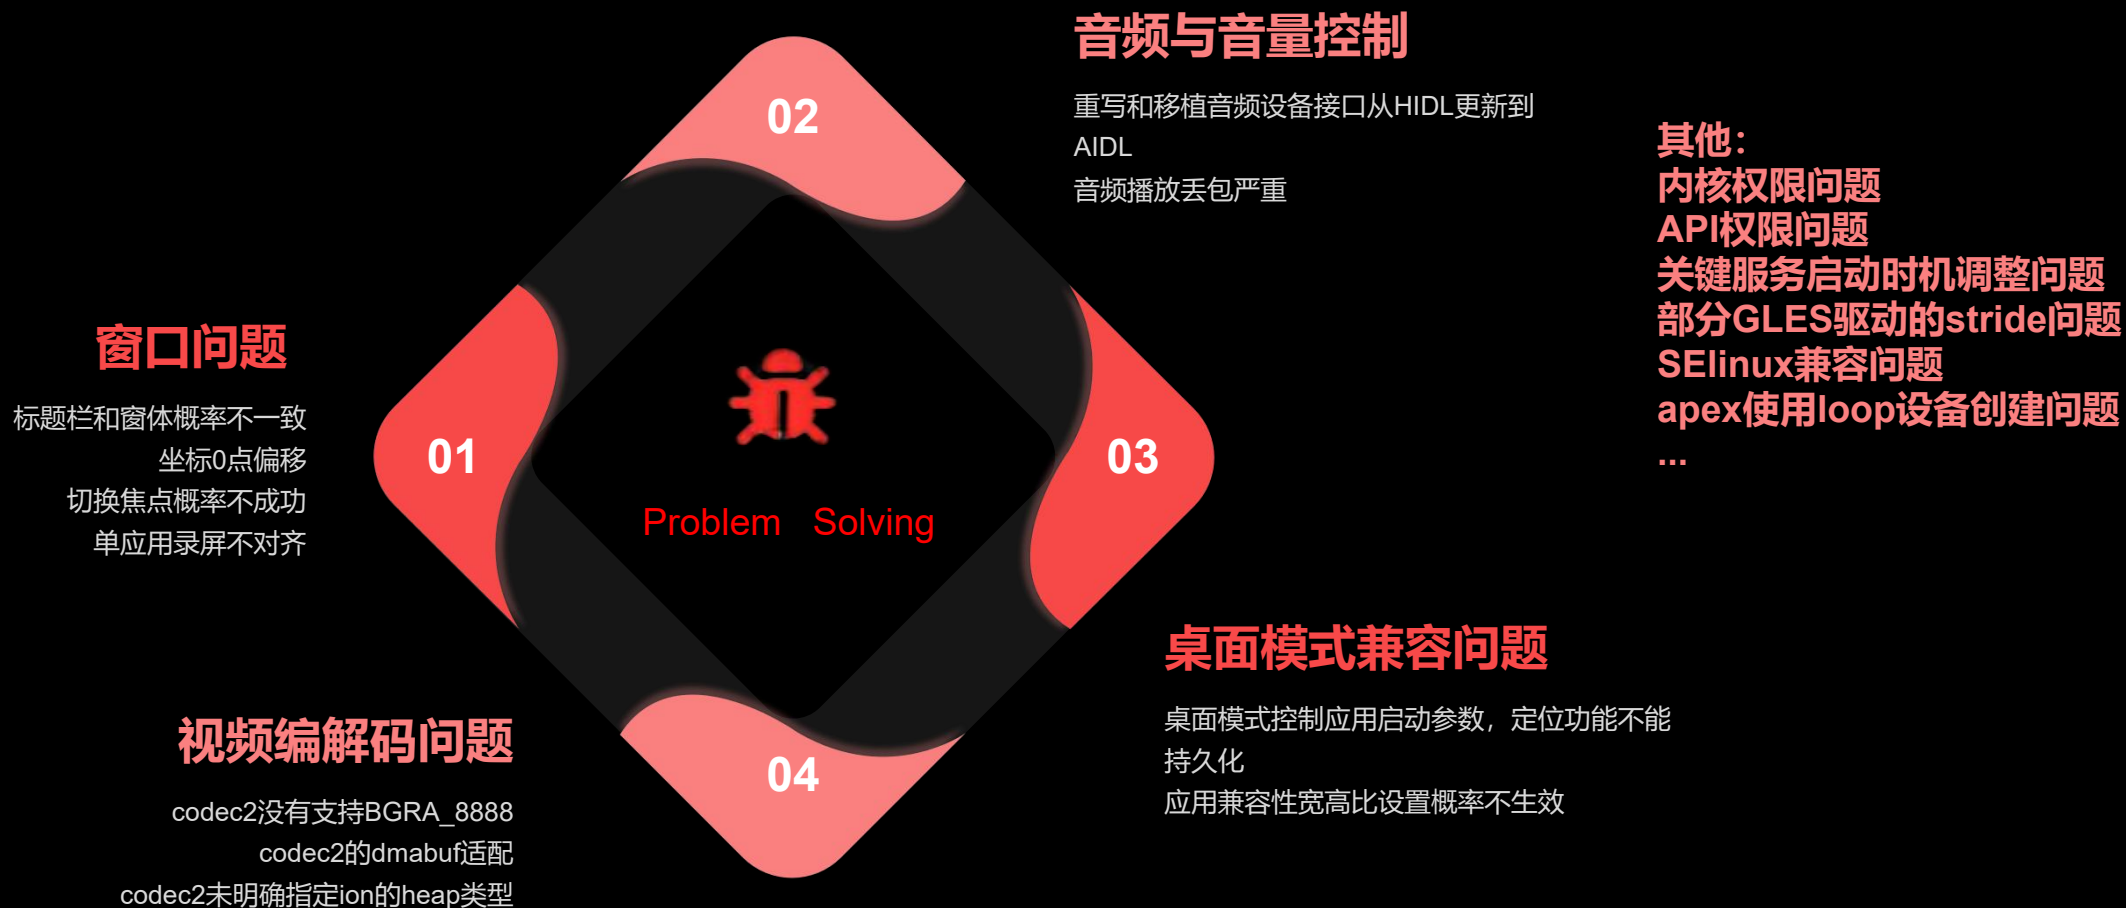 窗口问题
标题栏和窗体概率不一致
坐标0点偏移
切换焦点概率不成功
单应用录屏不对齐
01
02
音频与音量控制
重写和移植音频设备接口从HIDL更新到
AIDL
音频播放丢包严重
03
桌面模式兼容问题
桌面模式控制应用启动参数，定位功能不能
持久化
应用兼容性宽高比设置概率不生效
04
视频编解码问题
codec2没有支持BGRA_8888
codec2的dmabuf适配
codec2未明确指定ion的heap类型
Problem Solving
其他：
内核权限问题
API权限问题
关键服务启动时机调整问题
部分GLES驱动的stride问题
SElinux兼容问题
apex使用loop设备创建问题
...